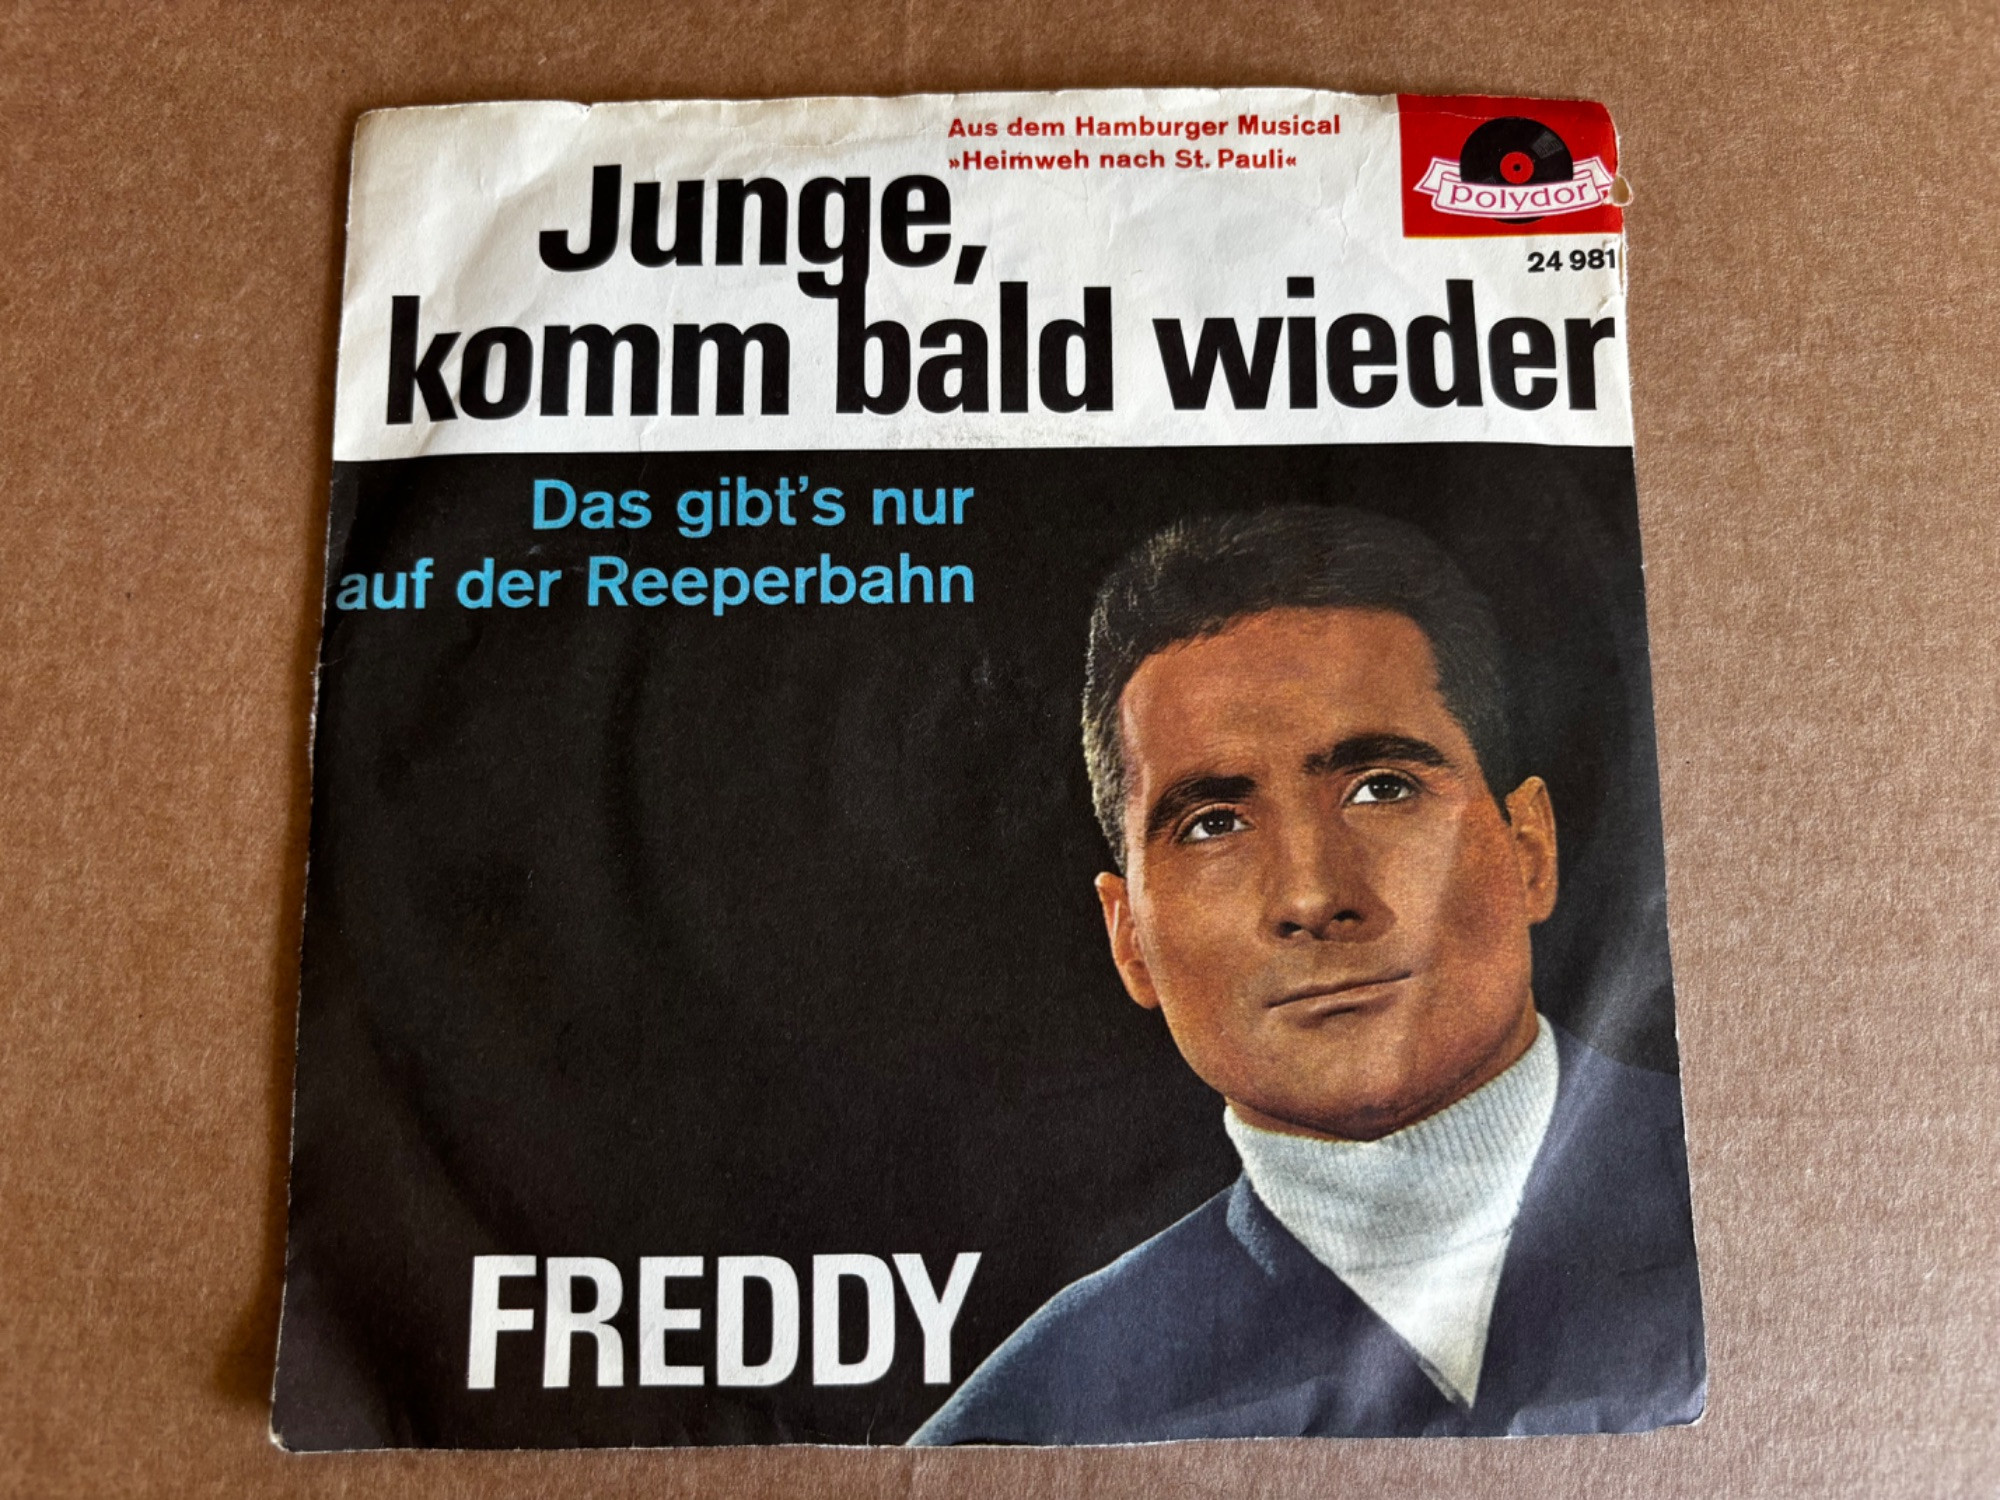 Aus dem Hamburger Musical
»Heimweh nach St. Pauli«
polydor
24 981
Junge,
komm bald wieder
Das gibt's nur
auf der Reeperbahn
FREDDY